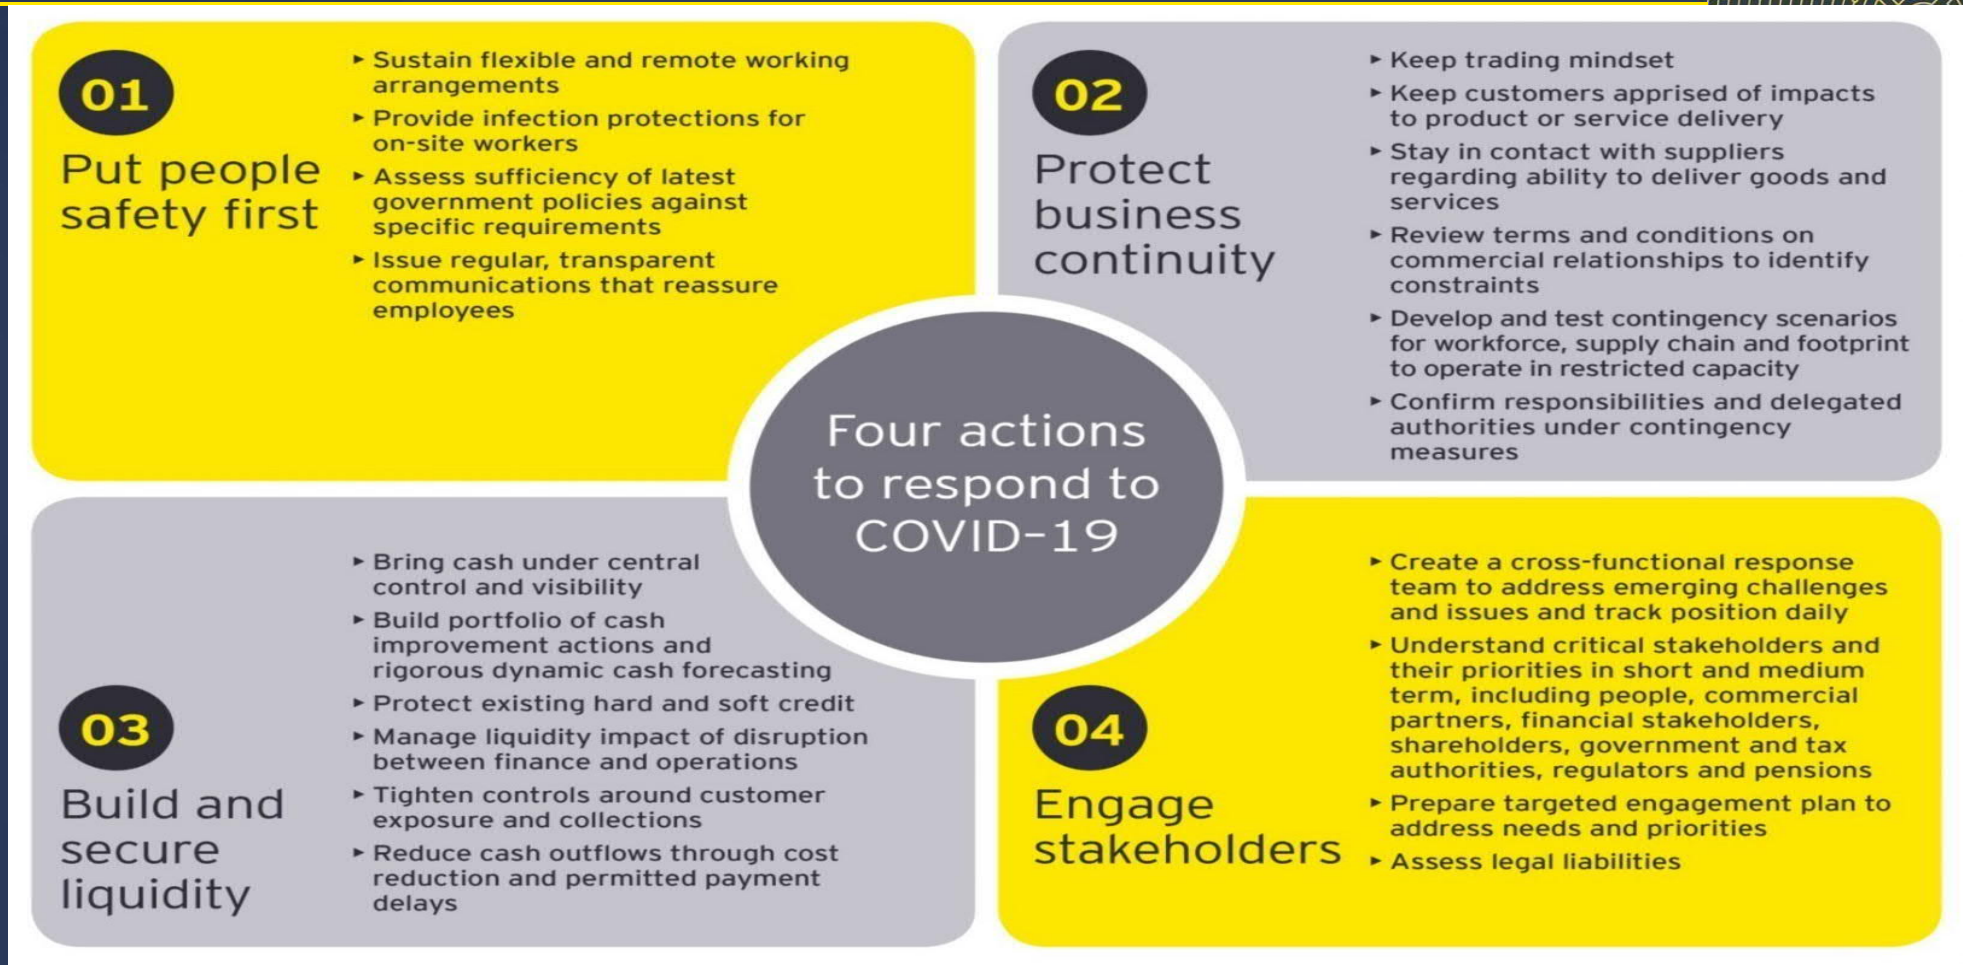 01
Put people
safety first
▸ Sustain flexible and remote working
arrangements
▸ Provide infection protections for
on-site workers
▸ Assess sufficiency of latest
government policies against
specific requirements
▸ Issue regular, transparent
communications that reassure
employees
02
Protect
business
continuity
▸ Keep trading mindset
▸ Keep customers apprised of impacts
to product or service delivery
▸ Stay in contact with suppliers
regarding ability to deliver goods and
services
▸ Review terms and conditions on
commercial relationships to identify
constraints
▸ Develop and test contingency scenarios
for workforce, supply chain and footprint
to operate in restricted capacity
▸ Confirm responsibilities and delegated
authorities under contingency
measures
Four actions
to respond to
COVID-19
03
Build and
secure
liquidity
▸ Bring cash under central
control and visibility
▸ Build portfolio of cash
improvement actions and
rigorous dynamic cash forecasting
▸ Protect existing hard and soft credit
▸ Manage liquidity impact of disruption
between finance and operations
▸ Tighten controls around customer
exposure and collections
▸ Reduce cash outflows through cost
reduction and permitted payment
delays
04
Engage
stakeholders
▸ Create a cross-functional response
team to address emerging challenges
and issues and track position daily
▸ Understand critical stakeholders and
their priorities in short and medium
term, including people, commercial
partners, financial stakeholders,
shareholders, government and tax
authorities, regulators and pensions
▸ Prepare targeted engagement plan to
address needs and priorities
▸ Assess legal liabilities